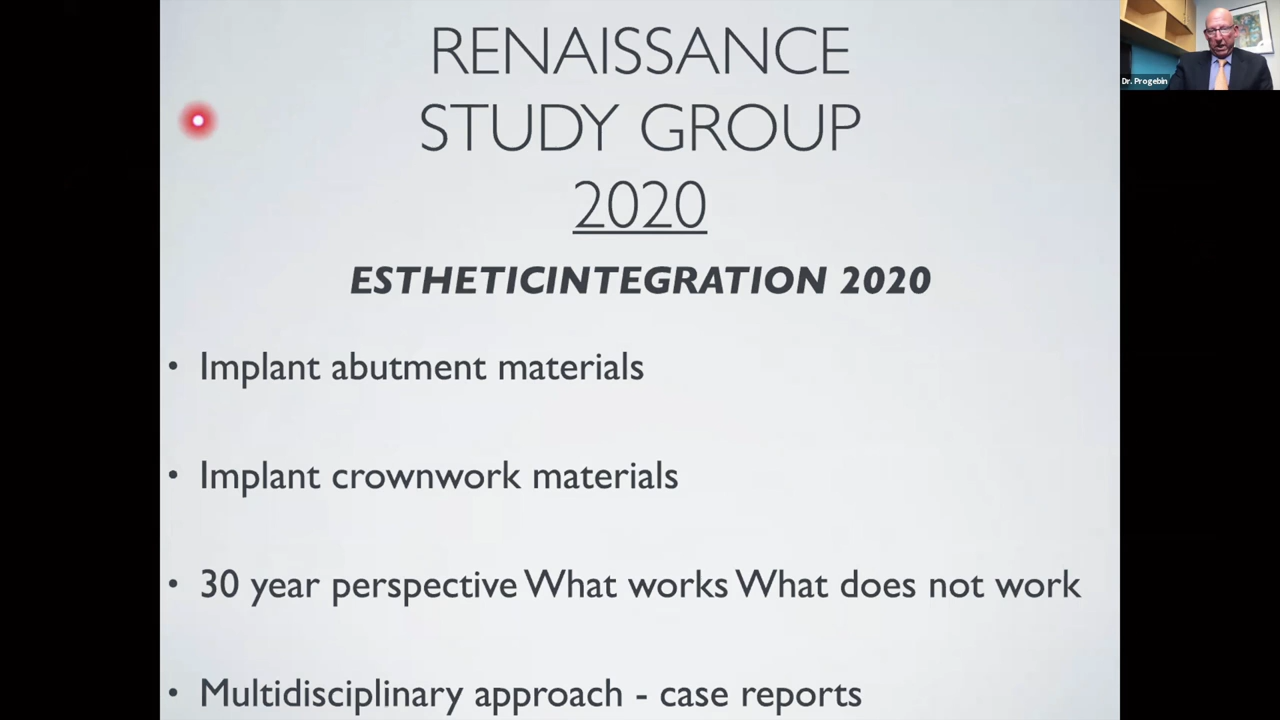 RENAISSANCE
STUDY GROUP
2020
ESTHETICINTEGRATION 2020
• Implant abutment materials
• Implant crownwork materials
• 30 year perspective What works What does not work
• Multidisciplinary approach - case reports
Dr. Progebin